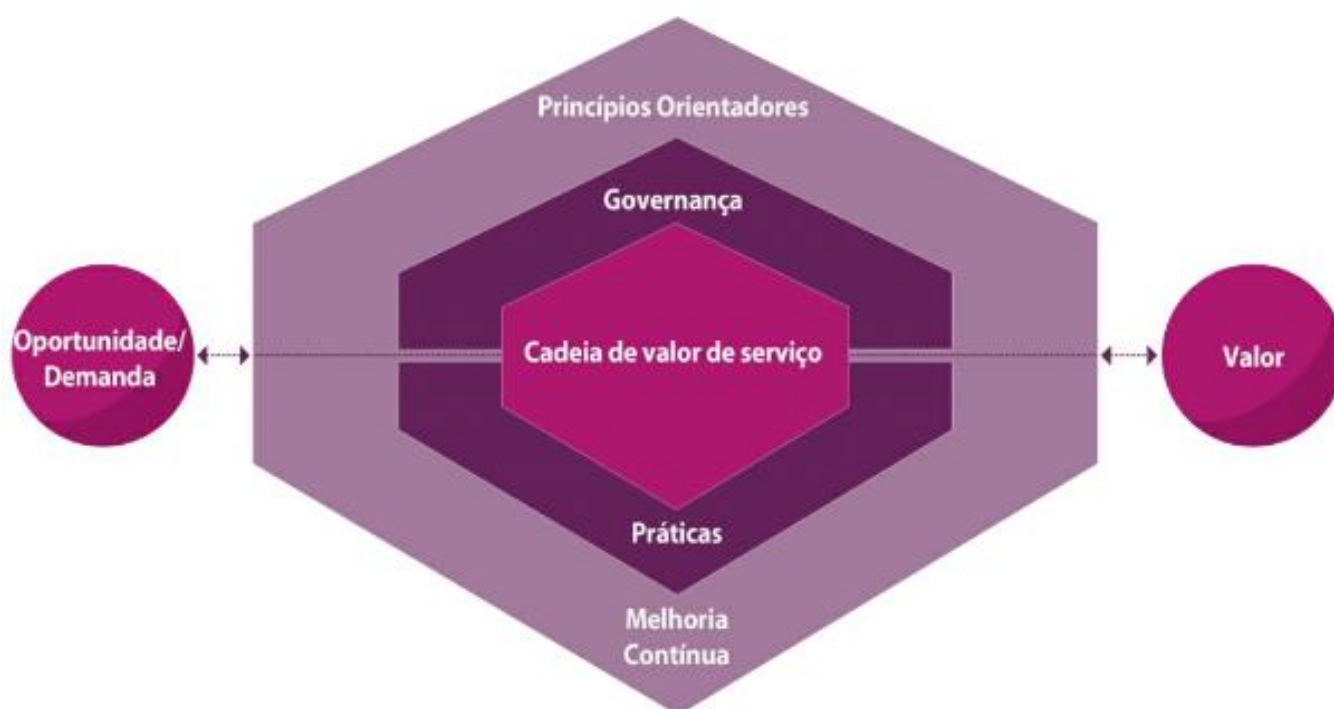 Princípios Orientadores
Governança
Oportunidade/
Demanda
Cadeia de valor de serviço
Valor
Práticas
Melhoria
Contínua